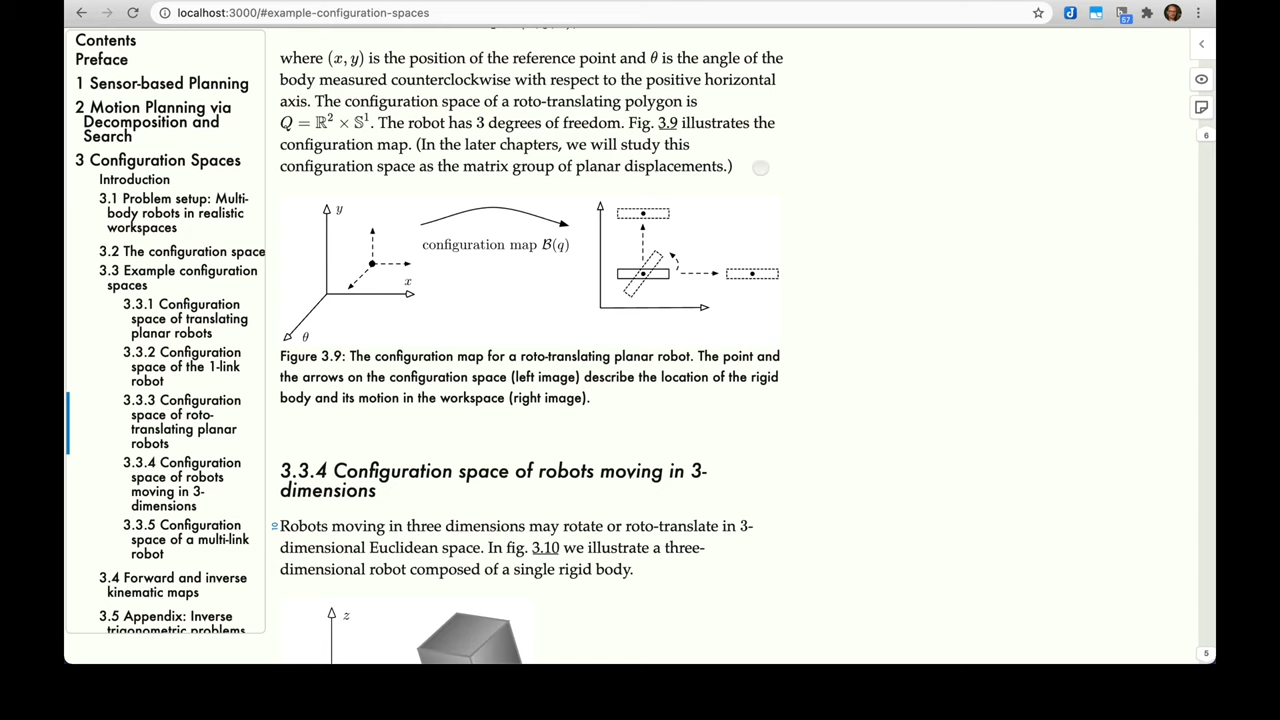 localhost:3000/#example-configuration-spaces
57
Contents
Preface
1 Sensor-based Planning
2 Motion Planning via
Decomposition and
Search
3 Configuration Spaces
Introduction
3.1 Problem setup: Multi-
body robots in realistic
workspaces
3.2 The configuration space
3.3 Example configuration
spaces
3.3.1 Configuration
space of translating
planar robots
3.3.2 Configuration
space of the 1-link
robot
3.3.3 Configuration
space of roto-
translating planar
robots
3.3.4 Configuration
space of robots
moving in 3-
dimensions
3.3.5 Configuration
space of a multi-link
robot
3.4 Forward and inverse
kinematic maps
3.5 Appendix: Inverse
trigonometric problems
where (x, y) is the position of the reference point and θ is the angle of the
body measured counterclockwise with respect to the positive horizontal
axis. The configuration space of a roto-translating polygon is
Q = ℝ² × 𝕊¹. The robot has 3 degrees of freedom. Fig. 3.9 illustrates the
configuration map. (In the later chapters, we will study this
configuration space as the matrix group of planar displacements.)
y
x
θ
configuration map ℬ(q)
Figure 3.9: The configuration map for a roto-translating planar robot. The point and
the arrows on the configuration space (left image) describe the location of the rigid
body and its motion in the workspace (right image).
3.3.4 Configuration space of robots moving in 3-
dimensions
10
Robots moving in three dimensions may rotate or roto-translate in 3-
dimensional Euclidean space. In fig. 3.10 we illustrate a three-
dimensional robot composed of a single rigid body.
z
6
5